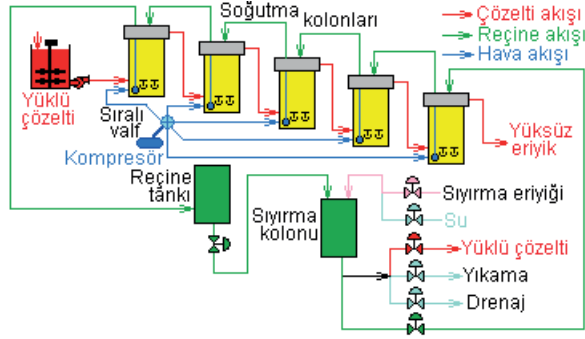 Soğutma
kolonları
Çözelti akışı
Reçine akışı
Hava akışı
Yüklü
çözelti
Sıralı
valf
Kompresör
Yüksüz
eriyik
Reçine
tankı
Sıyırma
kolonu
Sıyırma eriyiği
Su
Yüklü çözelti
Yıkama
Drenaj